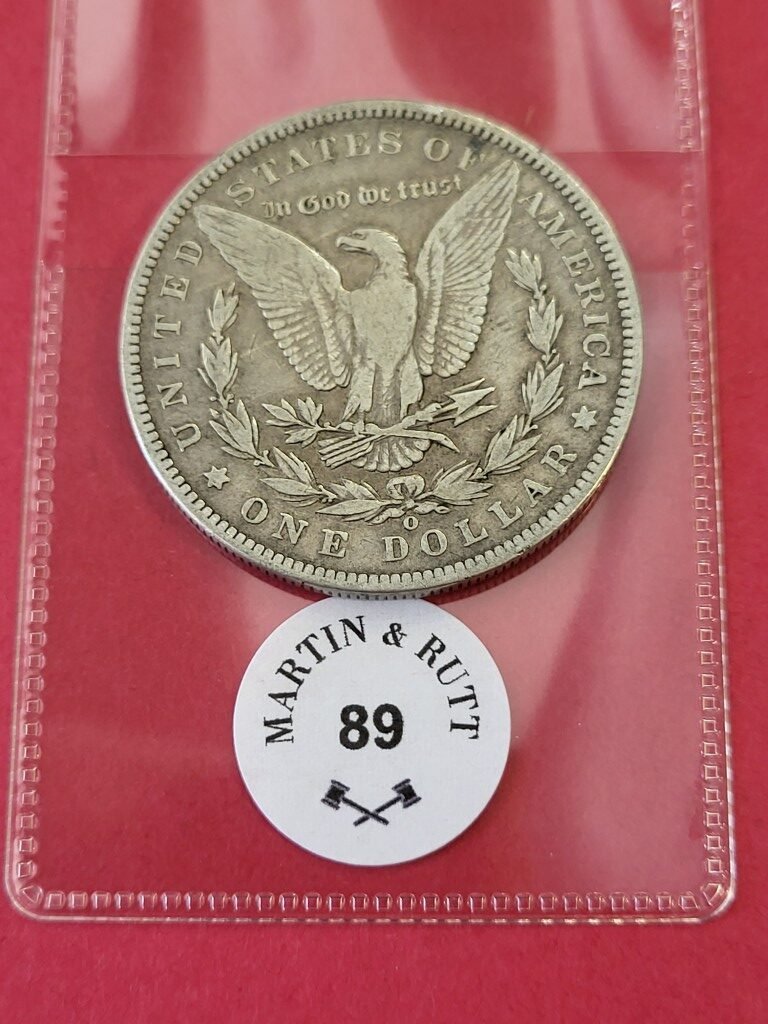 UNITED STATES OF AMERICA
In God we trust
O
ONE DOLLAR
MARTIN & RUTT
89